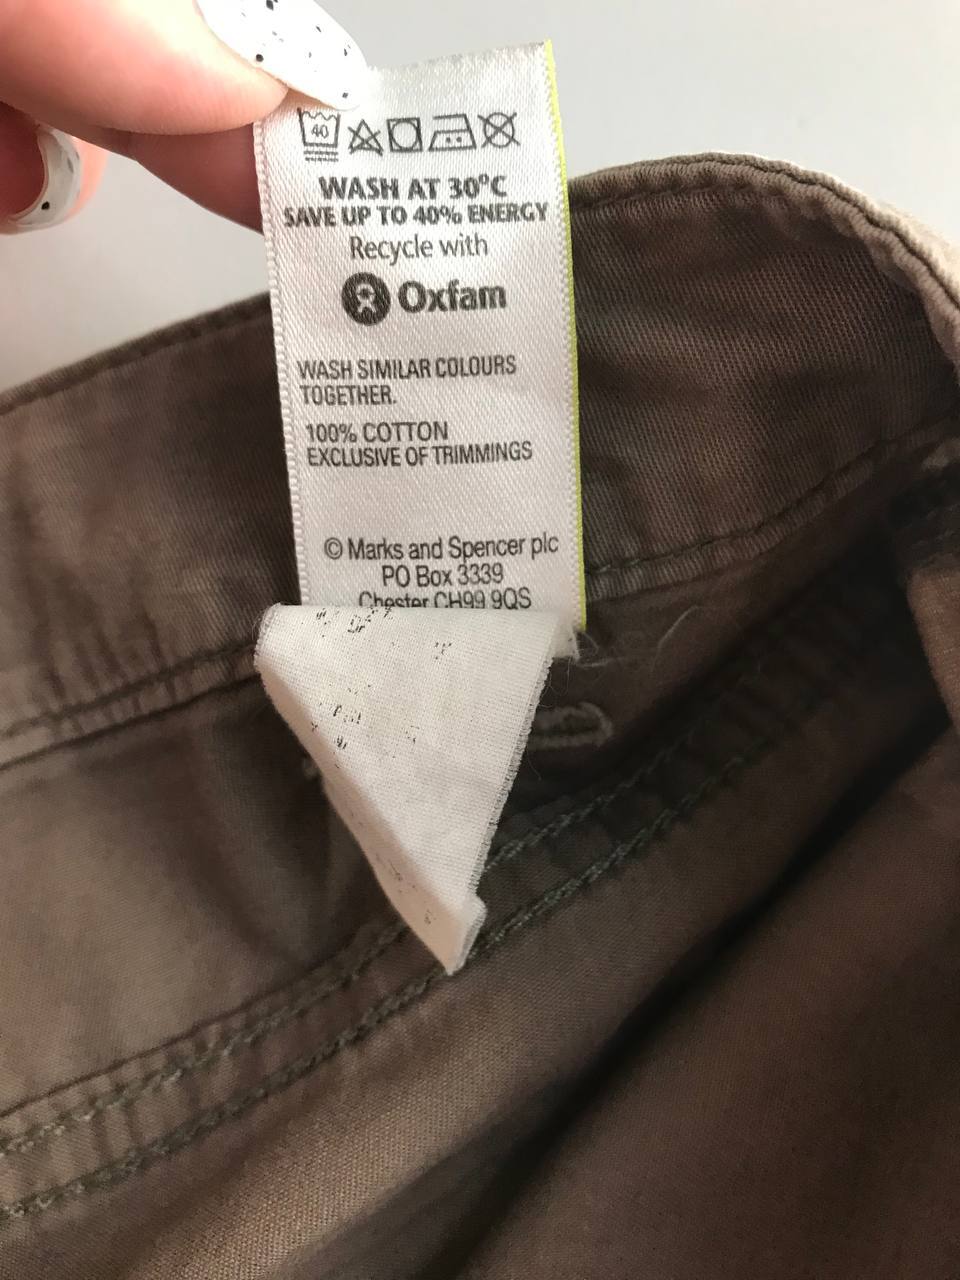 40
WASH AT 30°C
SAVE UP TO 40% ENERGY
Recycle with
Oxfam
WASH SIMILAR COLOURS
TOGETHER.
100% COTTON
EXCLUSIVE OF TRIMMINGS
© Marks and Spencer plc
PO Box 3339
Chester CH99 9QS